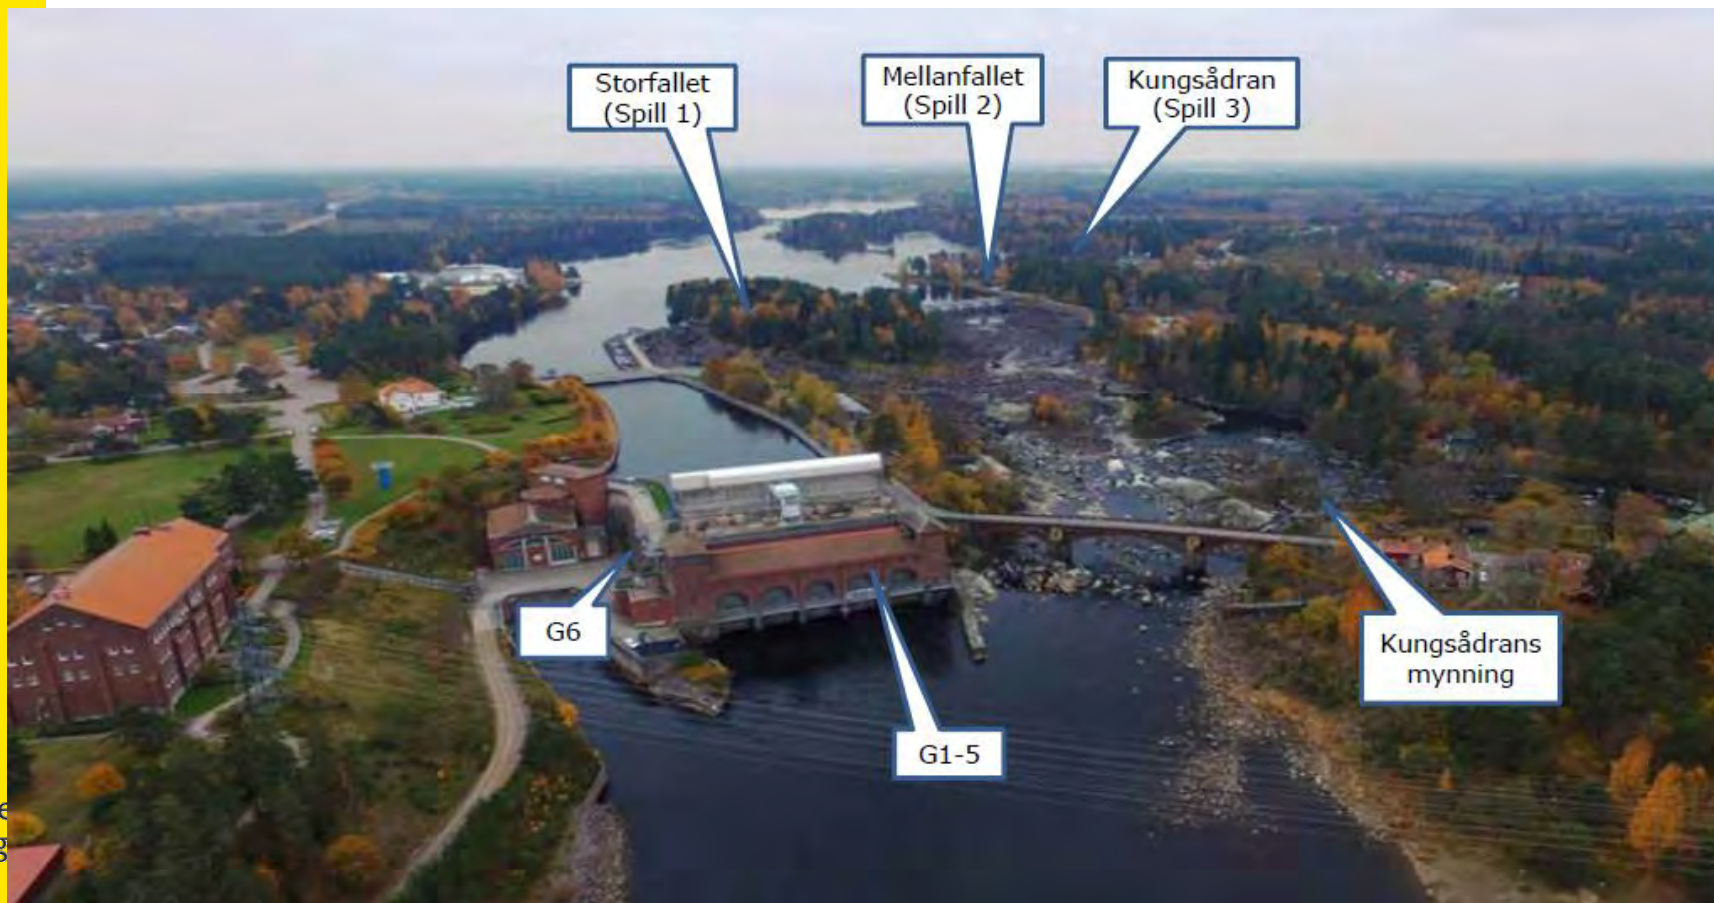 Storfallet
(Spill 1)
Mellanfallet
(Spill 2)
Kungsådran
(Spill 3)
G6
G1-5
Kungsådrans
mynning